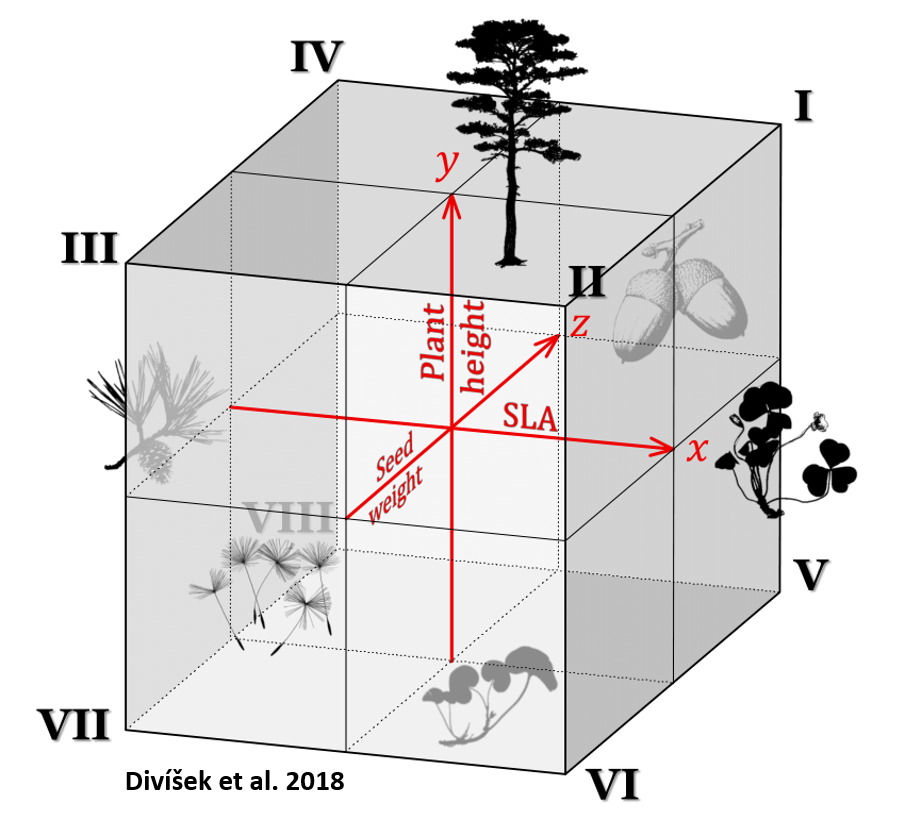 IV
I
y
III
II
z
Plant
height
SLA
x
Seed
weight
VIII
V
VII
VI
Divíšek et al. 2018